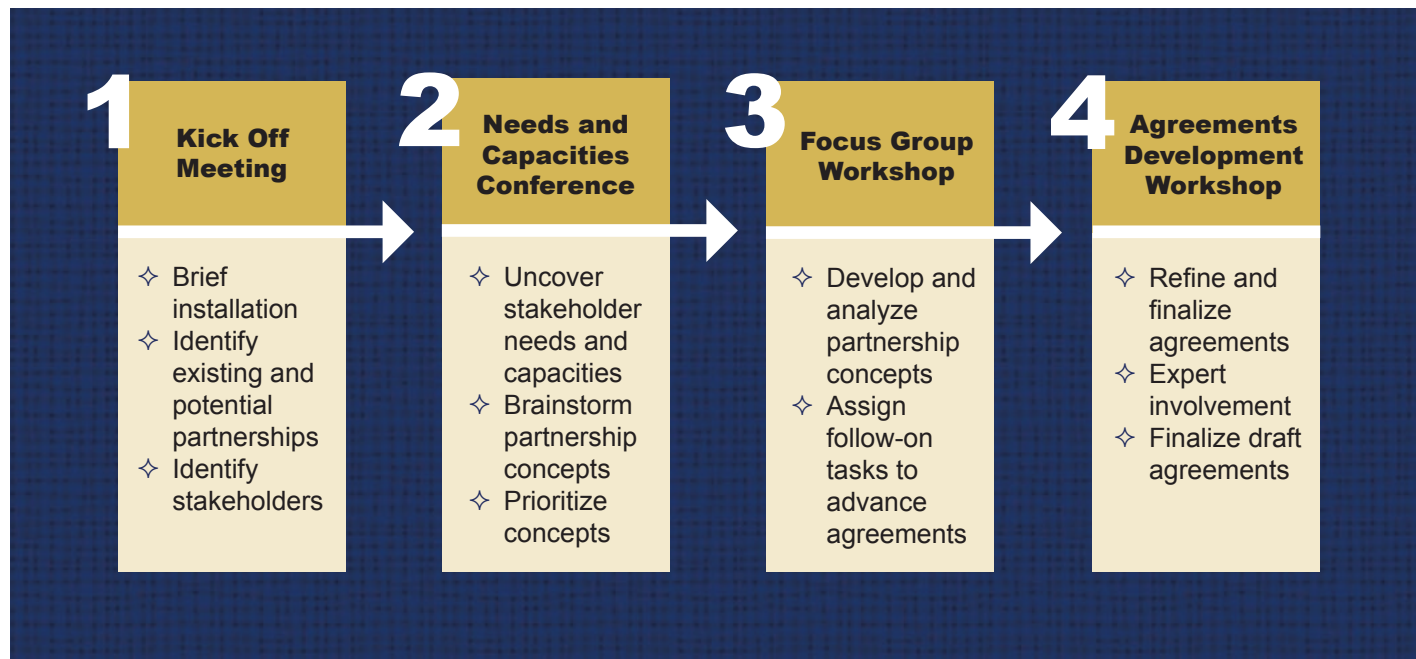 1
Kick Off
Meeting
✧ Brief
installation
✧ Identify
existing and
potential
partnerships
✧ Identify
stakeholders
2
Needs and
Capacities
Conference
✧ Uncover
stakeholder
needs and
capacities
✧ Brainstorm
partnership
concepts
✧ Prioritize
concepts
3
Focus Group
Workshop
✧ Develop and
analyze
partnership
concepts
✧ Assign
follow-on
tasks to
advance
agreements
4
Agreements
Development
Workshop
✧ Refine and
finalize
agreements
✧ Expert
involvement
✧ Finalize draft
agreements